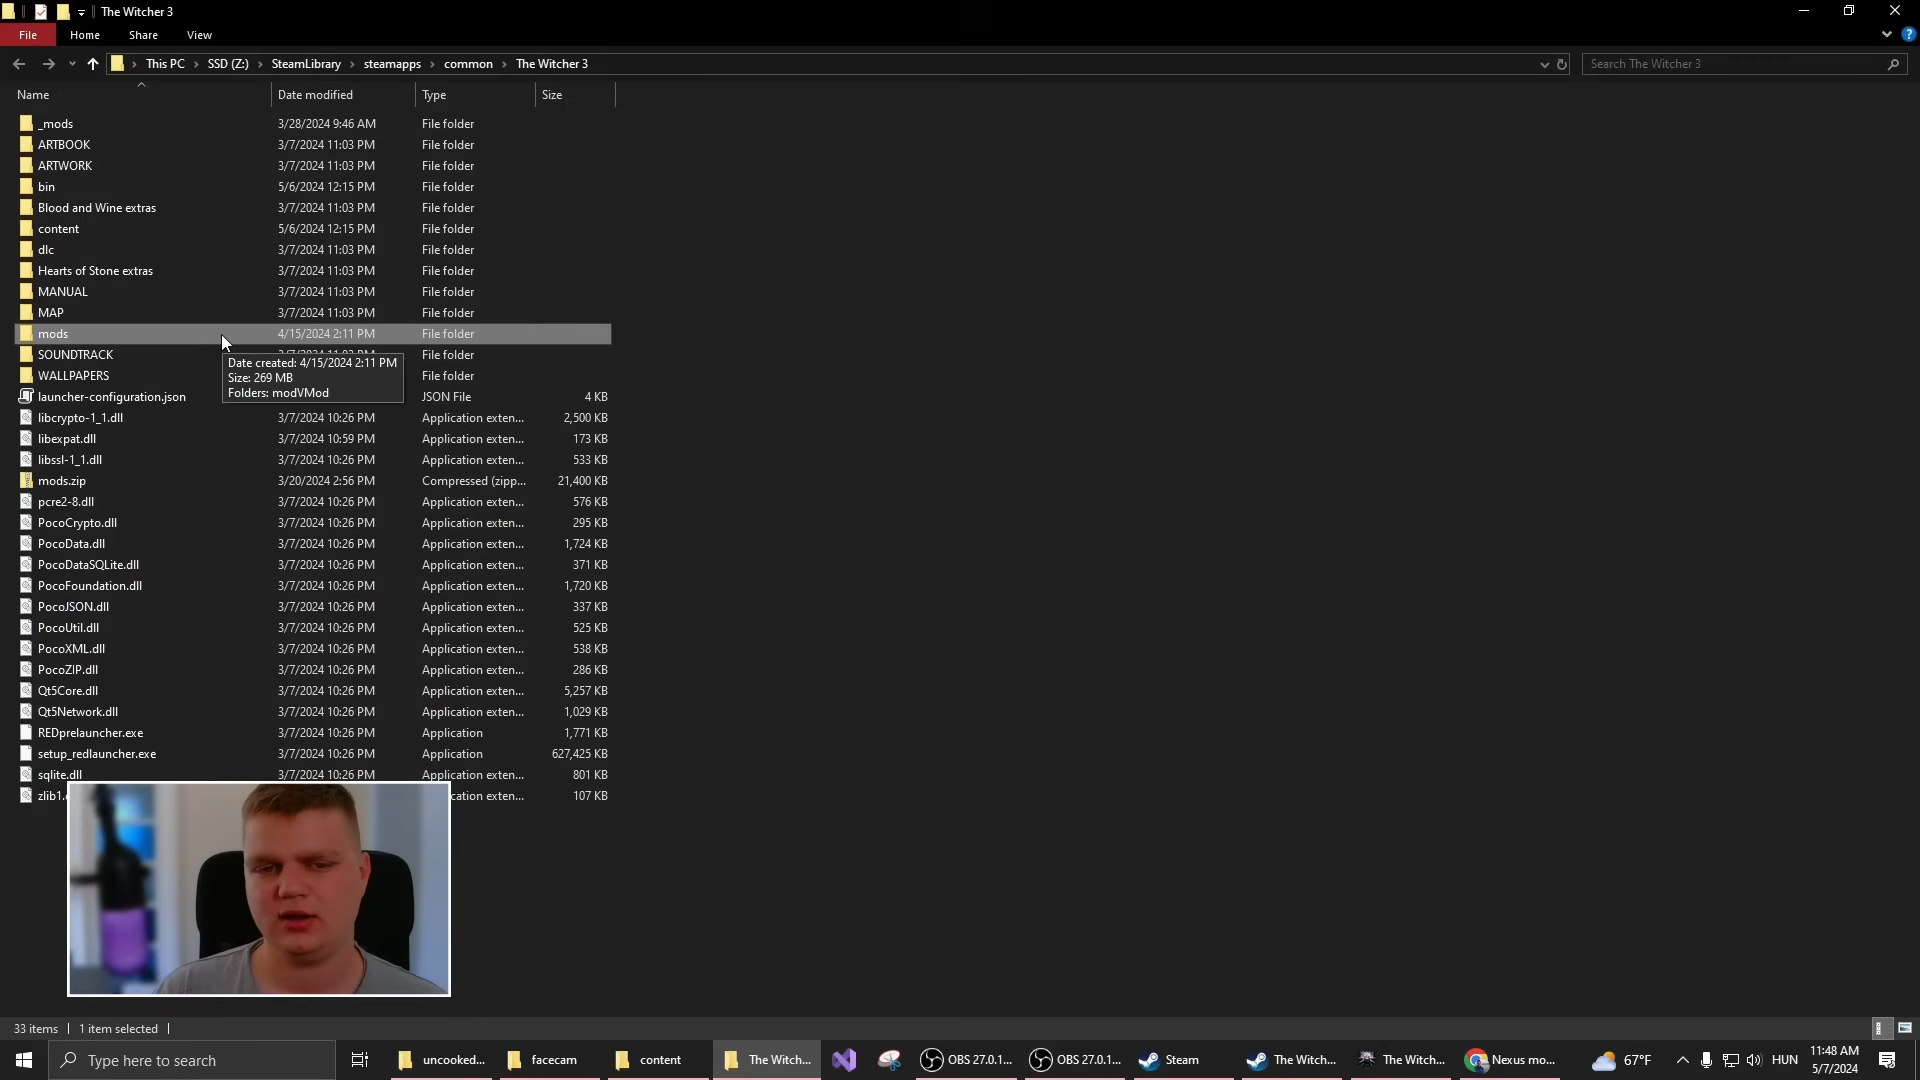 The Witcher 3
File Home Share View
This PC SSD (Z:) SteamLibrary steamapps common The Witcher 3 Search The Witcher 3
Name Date modified Type Size
_mods 3/28/2024 9:46 AM File folder
ARTBOOK 3/7/2024 11:03 PM File folder
ARTWORK 3/7/2024 11:03 PM File folder
bin 5/6/2024 12:15 PM File folder
Blood and Wine extras 3/7/2024 11:03 PM File folder
content 5/6/2024 12:15 PM File folder
dlc 3/7/2024 11:03 PM File folder
Hearts of Stone extras 3/7/2024 11:03 PM File folder
MANUAL 3/7/2024 11:03 PM File folder
MAP 3/7/2024 11:03 PM File folder
mods 4/15/2024 2:11 PM File folder
SOUNDTRACK File folder
Date created: 4/15/2024 2:11 PM
Size: 269 MB
Folders: modVMod
WALLPAPERS File folder
launcher-configuration.json JSON File 4 KB
libcrypto-1_1.dll 3/7/2024 10:26 PM Application exten... 2,500 KB
libexpat.dll 3/7/2024 10:59 PM Application exten... 173 KB
libssl-1_1.dll 3/7/2024 10:26 PM Application exten... 533 KB
mods.zip 3/20/2024 2:56 PM Compressed (zipp... 21,400 KB
pcre2-8.dll 3/7/2024 10:26 PM Application exten... 576 KB
PocoCrypto.dll 3/7/2024 10:26 PM Application exten... 295 KB
PocoData.dll 3/7/2024 10:26 PM Application exten... 1,724 KB
PocoDataSQLite.dll 3/7/2024 10:26 PM Application exten... 371 KB
PocoFoundation.dll 3/7/2024 10:26 PM Application exten... 1,720 KB
PocoJSON.dll 3/7/2024 10:26 PM Application exten... 337 KB
PocoUtil.dll 3/7/2024 10:26 PM Application exten... 525 KB
PocoXML.dll 3/7/2024 10:26 PM Application exten... 538 KB
PocoZIP.dll 3/7/2024 10:26 PM Application exten... 286 KB
Qt5Core.dll 3/7/2024 10:26 PM Application exten... 5,257 KB
Qt5Network.dll 3/7/2024 10:26 PM Application exten... 1,029 KB
REDprelauncher.exe 3/7/2024 10:26 PM Application 1,771 KB
setup_redlauncher.exe 3/7/2024 10:26 PM Application 627,425 KB
sqlite.dll 3/7/2024 10:26 PM Application exten... 801 KB
zlib1. cation exten... 107 KB
33 items 1 item selected
Type here to search uncooked... facecam content The Witch... OBS 27.0.1... OBS 27.0.1... Steam The Witch... The Witch... Nexus mo... 67°F HUN 11:48 AM
5/7/2024